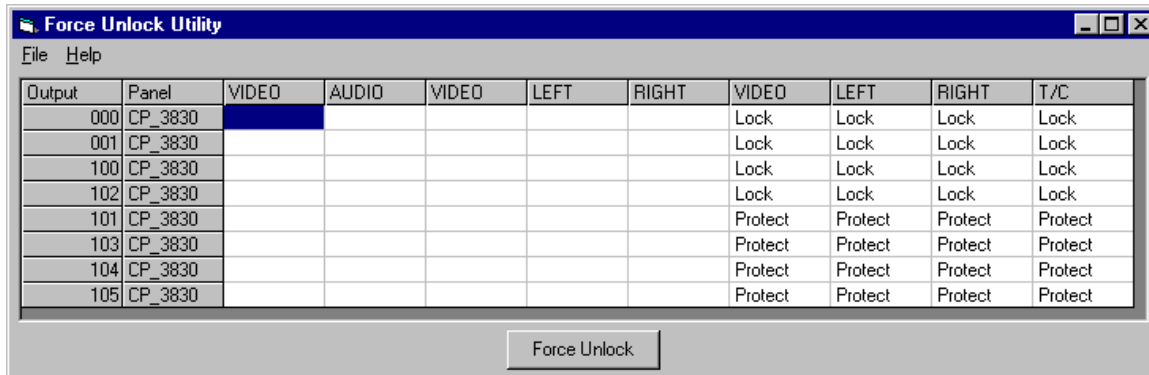 Force Unlock Utility
File Help
Output Panel VIDEO AUDIO VIDEO LEFT RIGHT VIDEO LEFT RIGHT T/C
000 CP_3830 Lock Lock Lock Lock
001 CP_3830 Lock Lock Lock Lock
100 CP_3830 Lock Lock Lock Lock
102 CP_3830 Lock Lock Lock Lock
101 CP_3830 Protect Protect Protect Protect
103 CP_3830 Protect Protect Protect Protect
104 CP_3830 Protect Protect Protect Protect
105 CP_3830 Protect Protect Protect Protect
Force Unlock